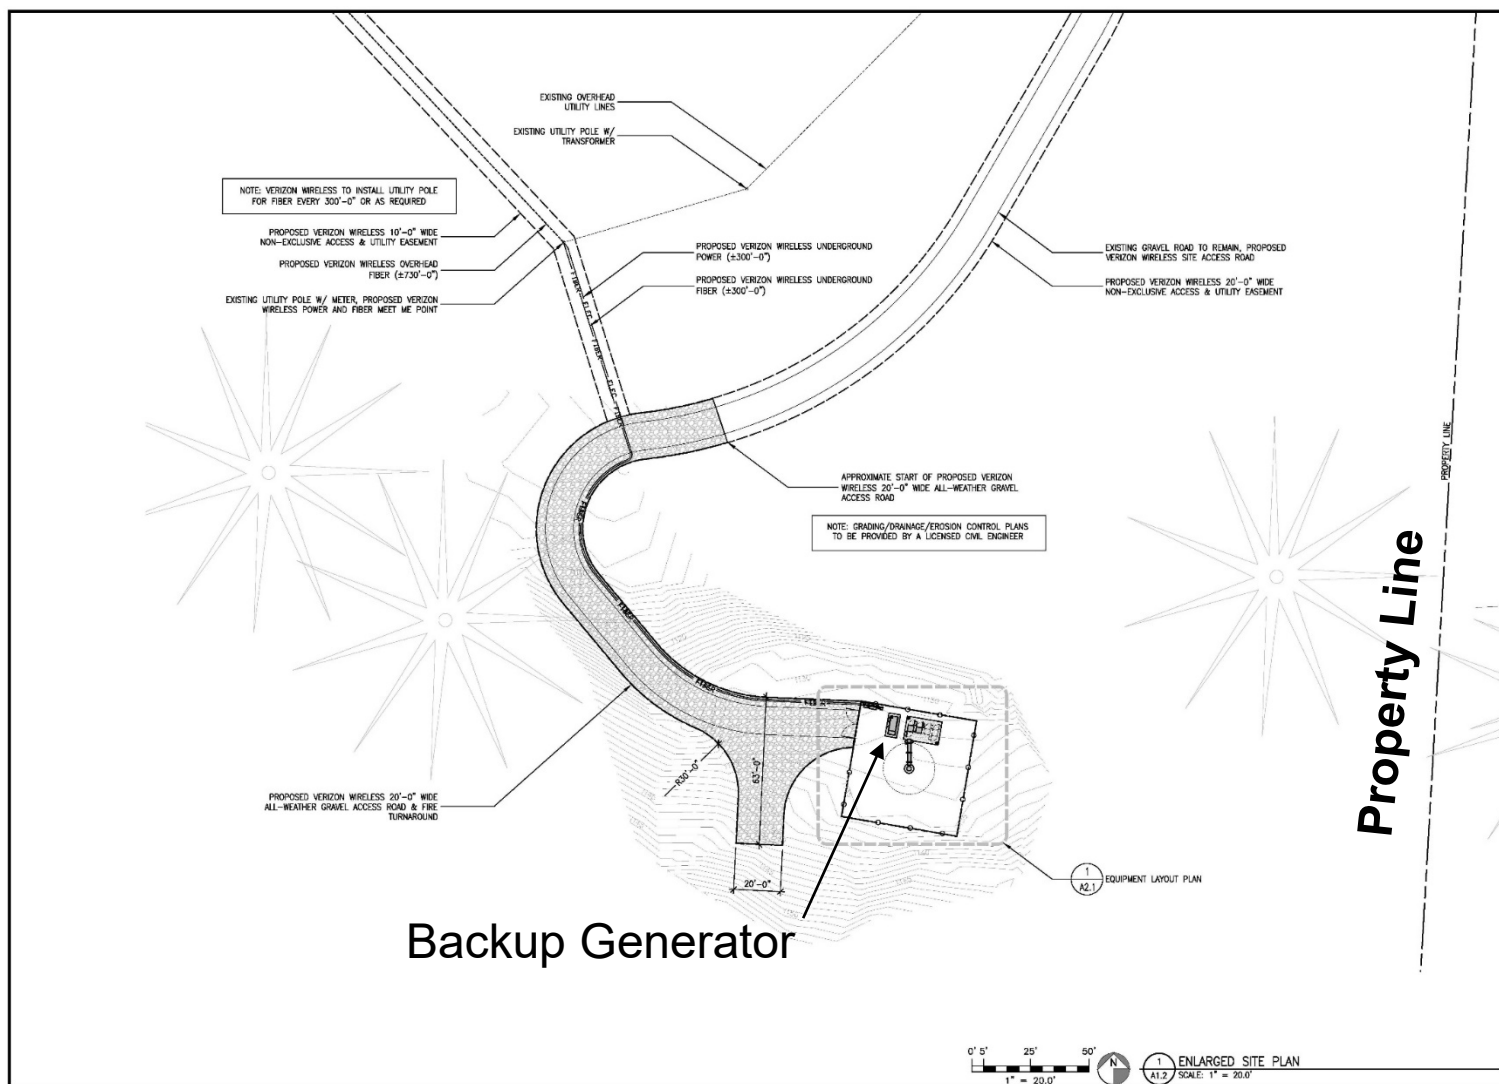 EXISTING OVERHEAD
UTILITY LINES
EXISTING UTILITY POLE W/
TRANSFORMER
NOTE: VERIZON WIRELESS TO INSTALL UTILITY POLE
FOR FIBER EVERY 300'-0" OR AS REQUIRED
PROPOSED VERIZON WIRELESS 10'-0" WIDE
NON-EXCLUSIVE ACCESS & UTILITY EASEMENT
PROPOSED VERIZON WIRELESS OVERHEAD
FIBER (±730'-0")
EXISTING UTILITY POLE W/ METER, PROPOSED VERIZON
WIRELESS POWER AND FIBER MEET ME POINT
PROPOSED VERIZON WIRELESS UNDERGROUND
POWER (±300'-0")
PROPOSED VERIZON WIRELESS UNDERGROUND
FIBER (±300'-0")
EXISTING GRAVEL ROAD TO REMAIN, PROPOSED
VERIZON WIRELESS SITE ACCESS ROAD
PROPOSED VERIZON WIRELESS 20'-0" WIDE
NON-EXCLUSIVE ACCESS & UTILITY EASEMENT
FIBER
ELEC
FIBER
ELEC
FIBER
APPROXIMATE START OF PROPOSED VERIZON
WIRELESS 20'-0" WIDE ALL-WEATHER GRAVEL
ACCESS ROAD
NOTE: GRADING/DRAINAGE/EROSION CONTROL PLANS
TO BE PROVIDED BY A LICENSED CIVIL ENGINEER
PROPERTY LINE
Property Line
FIBER
FIBER
FIBER
R30'-0"
63'-0"
20'-0"
PROPOSED VERIZON WIRELESS 20'-0" WIDE
ALL-WEATHER GRAVEL ACCESS ROAD & FIRE
TURNAROUND
1
A2.1
EQUIPMENT LAYOUT PLAN
Backup Generator
0' 5' 25' 50'
1" = 20.0'
N
1
A1.2
ENLARGED SITE PLAN
SCALE: 1" = 20.0'